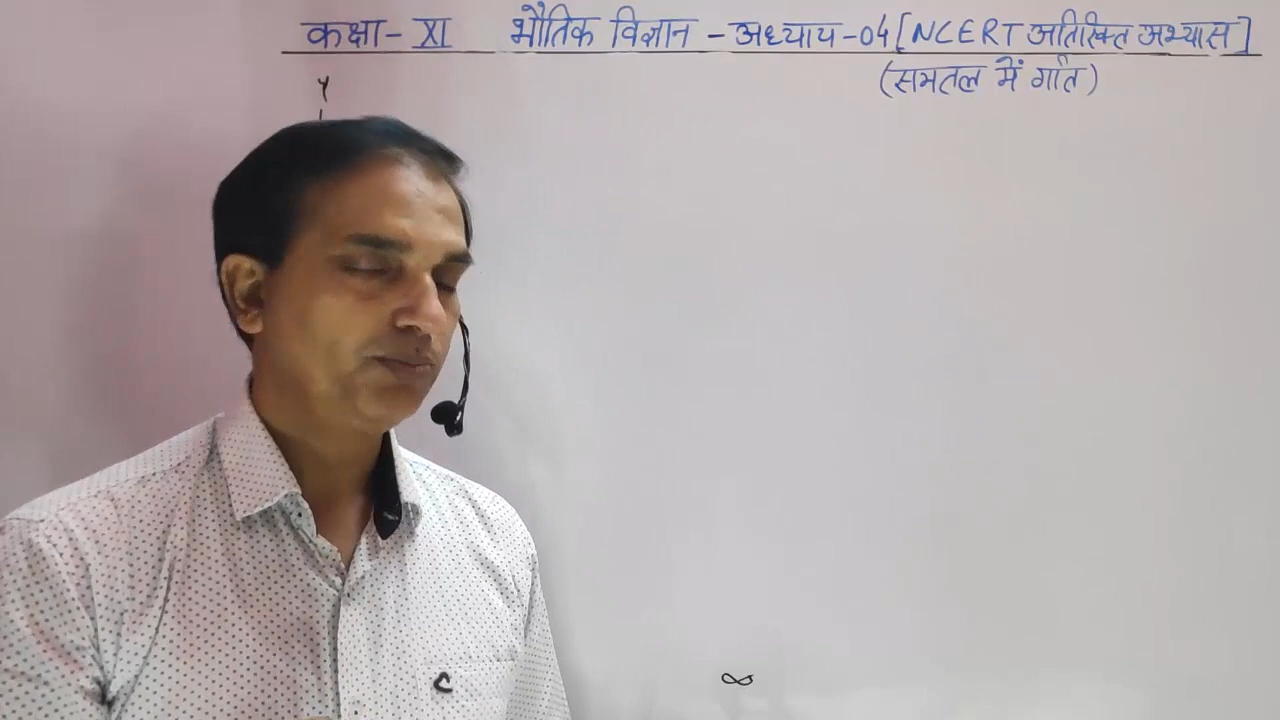 कक्षा- XI भौतिक विज्ञान - अध्याय-04 [NCERT अतिरिक्त अभ्यास]
(समतल में गति)
Y
∞